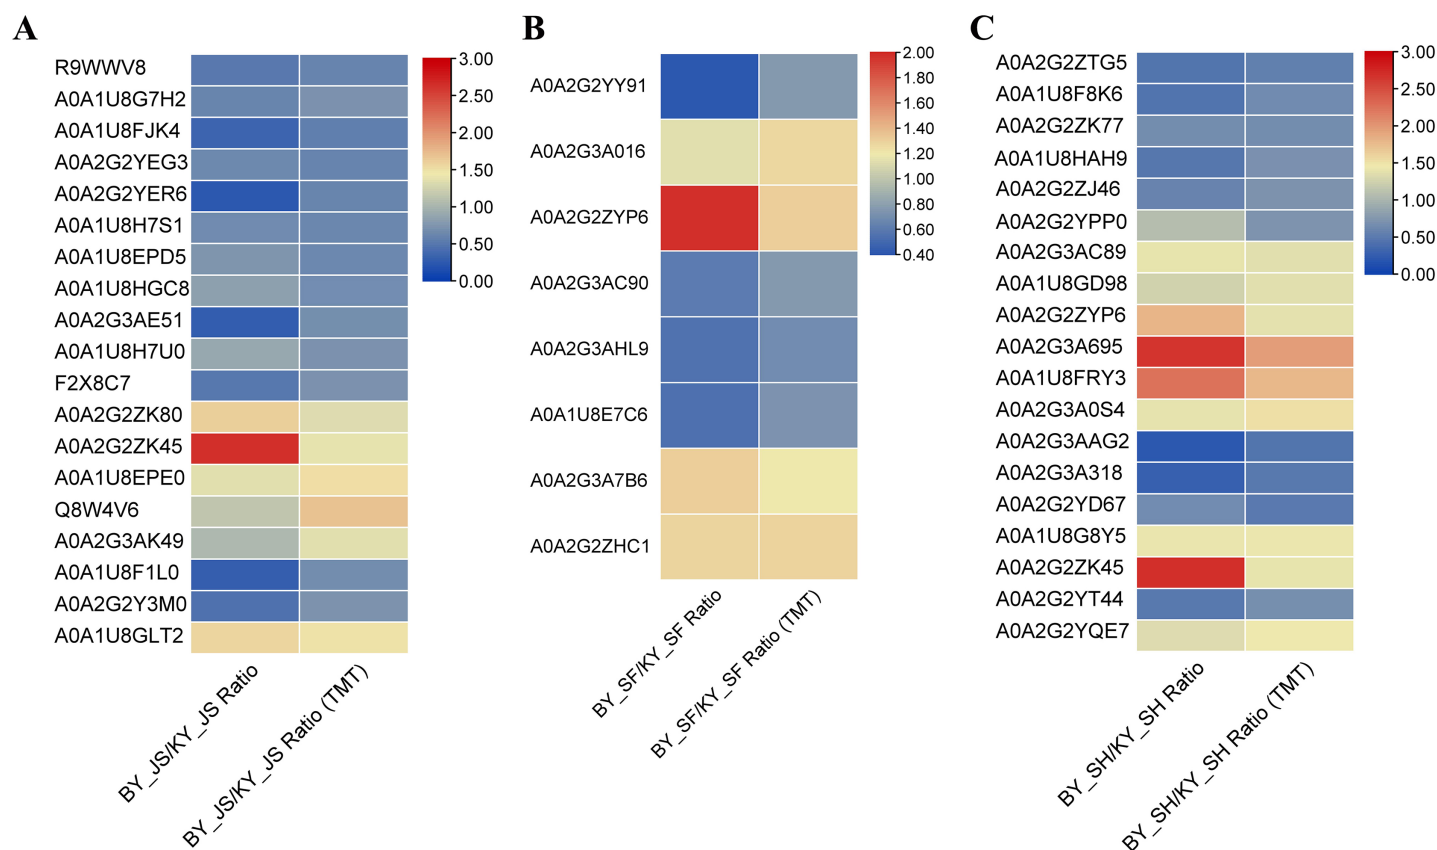 A
R9WWV8
A0A1U8G7H2
A0A1U8FJK4
A0A2G2YEG3
A0A2G2YER6
A0A1U8H7S1
A0A1U8EPD5
A0A1U8HGC8
A0A2G3AE51
A0A1U8H7U0
F2X8C7
A0A2G2ZK80
A0A2G2ZK45
A0A1U8EPE0
Q8W4V6
A0A2G3AK49
A0A1U8F1L0
A0A2G2Y3M0
A0A1U8GLT2
3.00
2.50
2.00
1.50
1.00
0.50
0.00
BY_JS/KY_JS Ratio
BY_JS/KY_JS Ratio (TMT)
B
A0A2G2YY91
A0A2G3A016
A0A2G2ZYP6
A0A2G3AC90
A0A2G3AHL9
A0A1U8E7C6
A0A2G3A7B6
A0A2G2ZHC1
2.00
1.80
1.60
1.40
1.20
1.00
0.80
0.60
0.40
BY_SF/KY_SF Ratio
BY_SF/KY_SF Ratio (TMT)
C
A0A2G2ZTG5
A0A1U8F8K6
A0A2G2ZK77
A0A1U8HAH9
A0A2G2ZJ46
A0A2G2YPP0
A0A2G3AC89
A0A1U8GD98
A0A2G2ZYP6
A0A2G3A695
A0A1U8FRY3
A0A2G3A0S4
A0A2G3AAG2
A0A2G3A318
A0A2G2YD67
A0A1U8G8Y5
A0A2G2ZK45
A0A2G2YT44
A0A2G2YQE7
3.00
2.50
2.00
1.50
1.00
0.50
0.00
BY_SH/KY_SH Ratio
BY_SH/KY_SH Ratio (TMT)